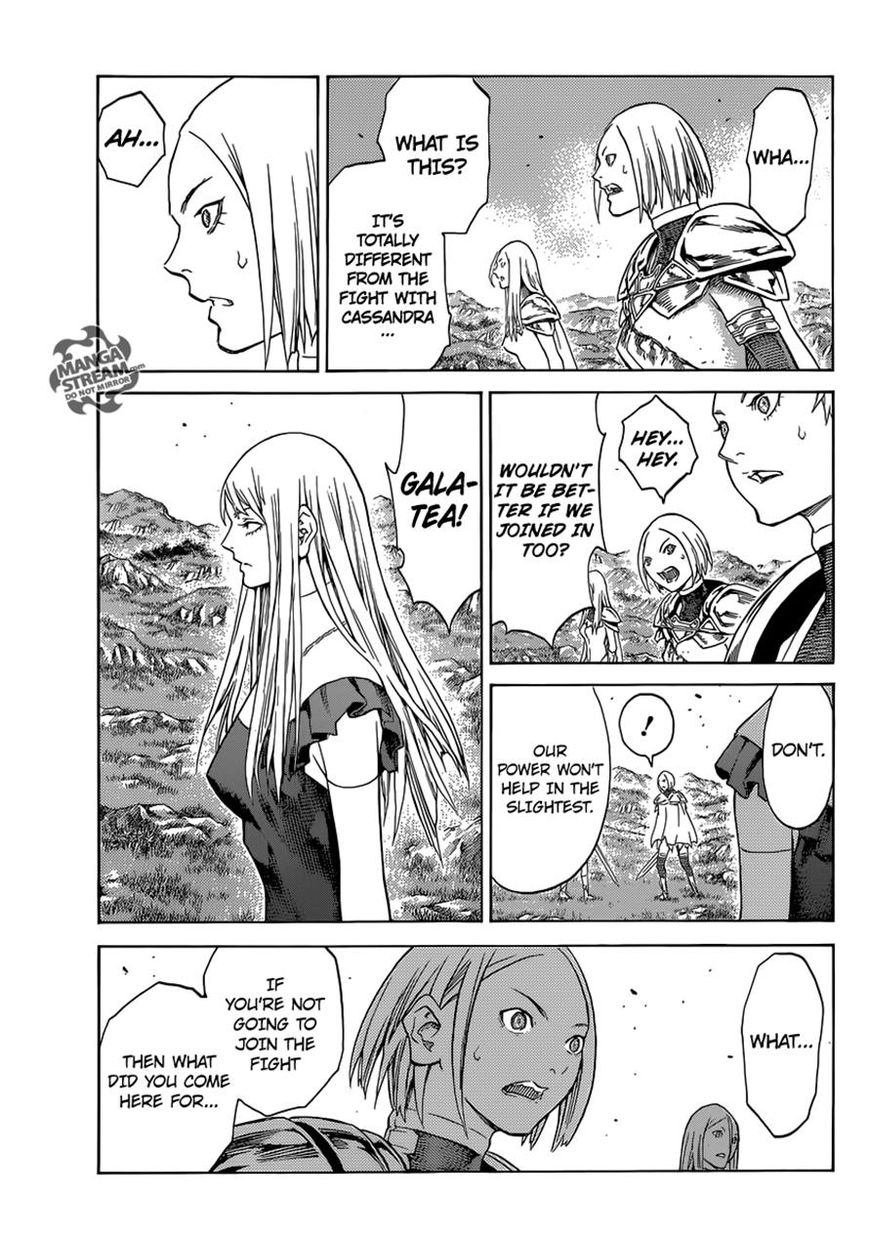 WHA...
WHAT IS
THIS?
IT'S
TOTALLY
DIFFERENT
FROM THE
FIGHT WITH
CASSANDRA
...
AH...
MANGA
STREAM.com
DO NOT MIRROR
HEY...
HEY.
WOULDN'T
IT BE BET-
TER IF WE
JOINED IN
TOO?
DON'T.
!
OUR
POWER WON'T
HELP IN THE
SLIGHTEST.
GALA-
TEA!
WHAT...
IF
YOU'RE NOT
GOING TO
JOIN THE
FIGHT
THEN WHAT
DID YOU COME
HERE FOR...